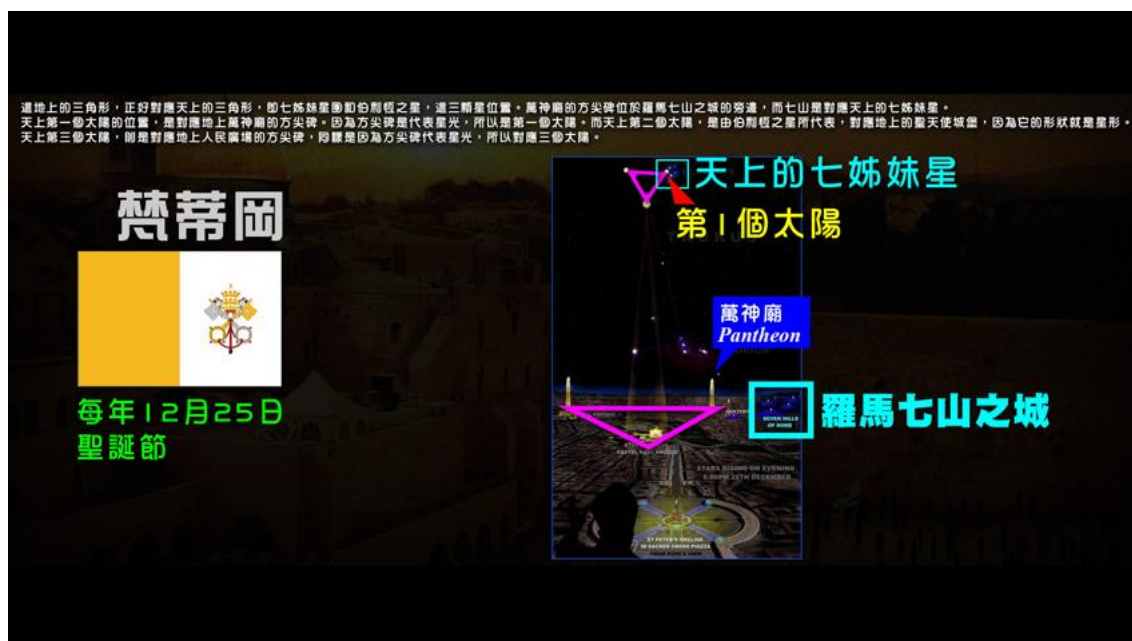 這地上的三角形，正好對應天上的三角形，即七姊妹星團和伯利恆之星，這三顆星位置。萬神廟的方尖碑位於羅馬七山之城的旁邊，而七山是對應天上的七姊妹星。
天上第一個太陽的位置，是對應地上萬神廟的方尖碑。因為方尖碑是代表星光，所以是第一個太陽。而天上第二個太陽，是由伯利恆之星所代表，對應地上的聖天使城堡，因為它的形狀就是星形。
天上第三個太陽，則是對應地上人民廣場的方尖碑，同樣是因為方尖碑代表星光，所以對應三個太陽。
天上的七姊妹星
第1個太陽
梵蒂岡
萬神廟
Pantheon
每年12月25日
聖誕節
羅馬七山之城
SEVEN HILLS
OF ROME
STARS RISING ON EVENING
25TH DECEMBER
ST PETER'S
IN SACRED CROSS PIAZZA